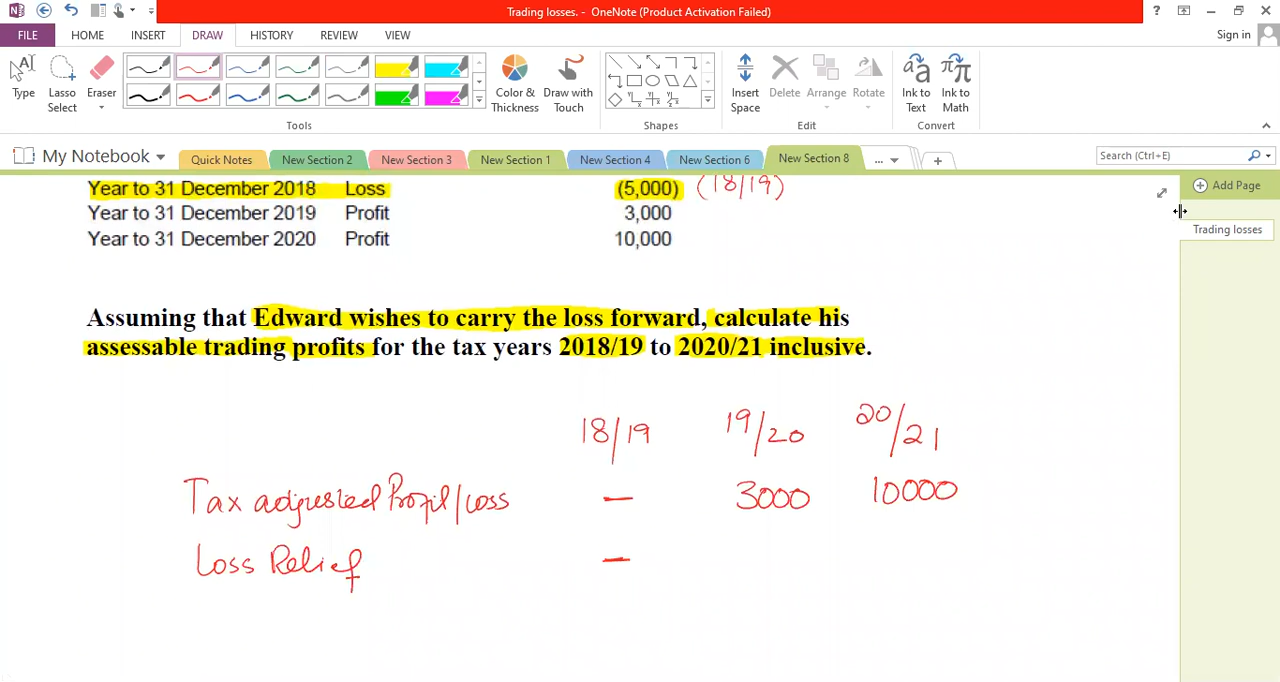 Trading losses. - OneNote (Product Activation Failed)
FILE HOME INSERT DRAW HISTORY REVIEW VIEW Sign in
Type Lasso Select Eraser Color & Thickness Draw with Touch Insert Space Delete Arrange Rotate Ink to Text Ink to Math
Tools Shapes Edit Convert
My Notebook Quick Notes New Section 2 New Section 3 New Section 1 New Section 4 New Section 6 New Section 8 ... Search (Ctrl+E)
Add Page
Trading losses
Year to 31 December 2018 Loss (5,000) (18/19)
Year to 31 December 2019 Profit 3,000
Year to 31 December 2020 Profit 10,000
Assuming that Edward wishes to carry the loss forward, calculate his
assessable trading profits for the tax years 2018/19 to 2020/21 inclusive.
18/19 19/20 20/21
Tax adjusted Profit/Loss — 3000 10000
Loss Relief —